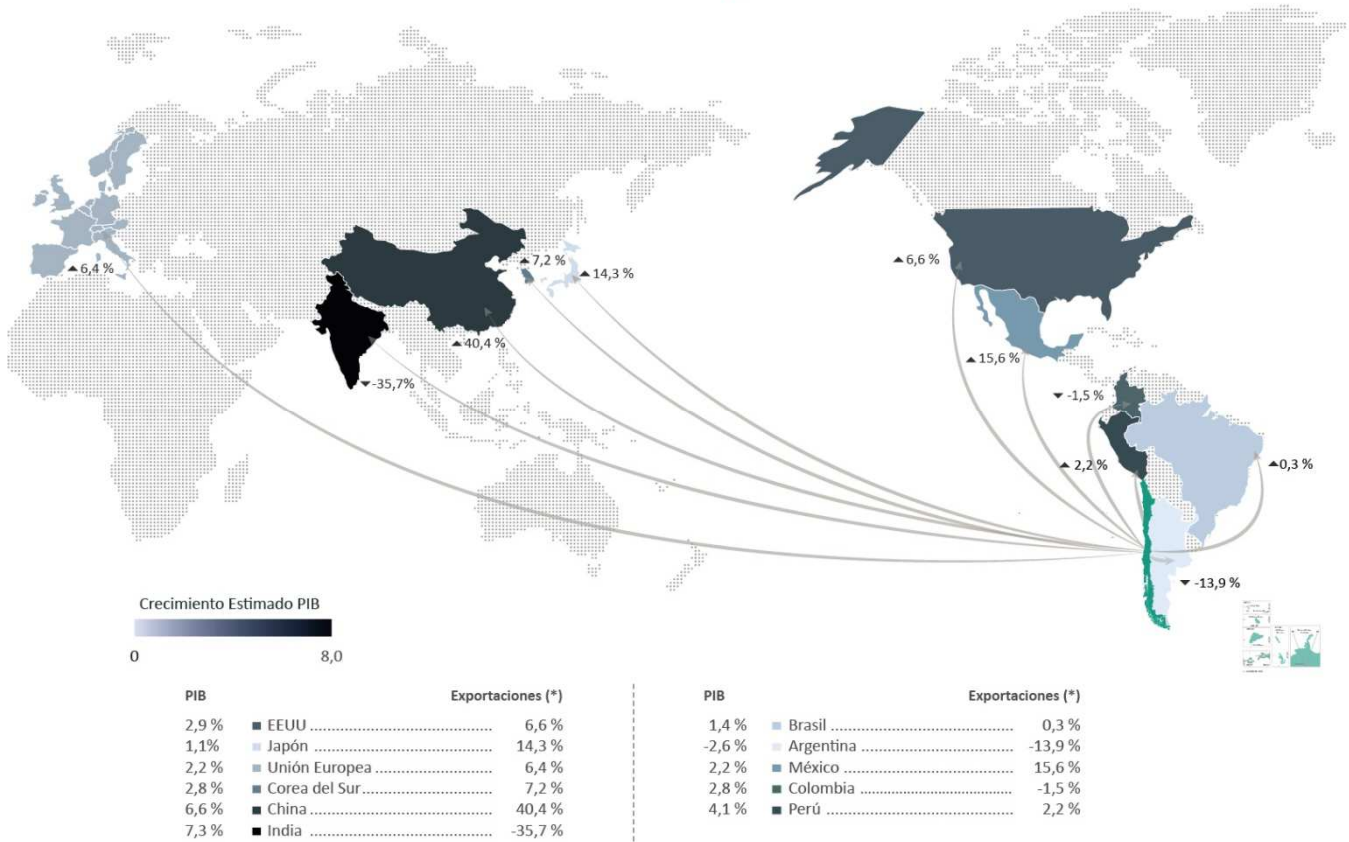 ▲ 6,4 %
▲ 7,2 %
▲ 14,3 %
▲ 40,4 %
▼ -35,7%
▲ 6,6 %
▲ 15,6 %
▼ -1,5 %
▲ 2,2 %
▲ 0,3 %
▼ -13,9 %
Crecimiento Estimado PIB
0 8,0
PIB Exportaciones (*)
2,9 % ■ EEUU ........................................ 6,6 %
1,1% ■ Japón ....................................... 14,3 %
2,2 % ■ Unión Europea ......................... 6,4 %
2,8 % ■ Corea del Sur............................ 7,2 %
6,6 % ■ China ........................................ 40,4 %
7,3 % ■ India ........................................ -35,7 %
PIB Exportaciones (*)
1,4 % ■ Brasil ........................................ 0,3 %
-2,6 % ■ Argentina ................................. -13,9 %
2,2 % ■ México ..................................... 15,6 %
2,8 % ■ Colombia .................................. -1,5 %
4,1 % ■ Perú ......................................... 2,2 %